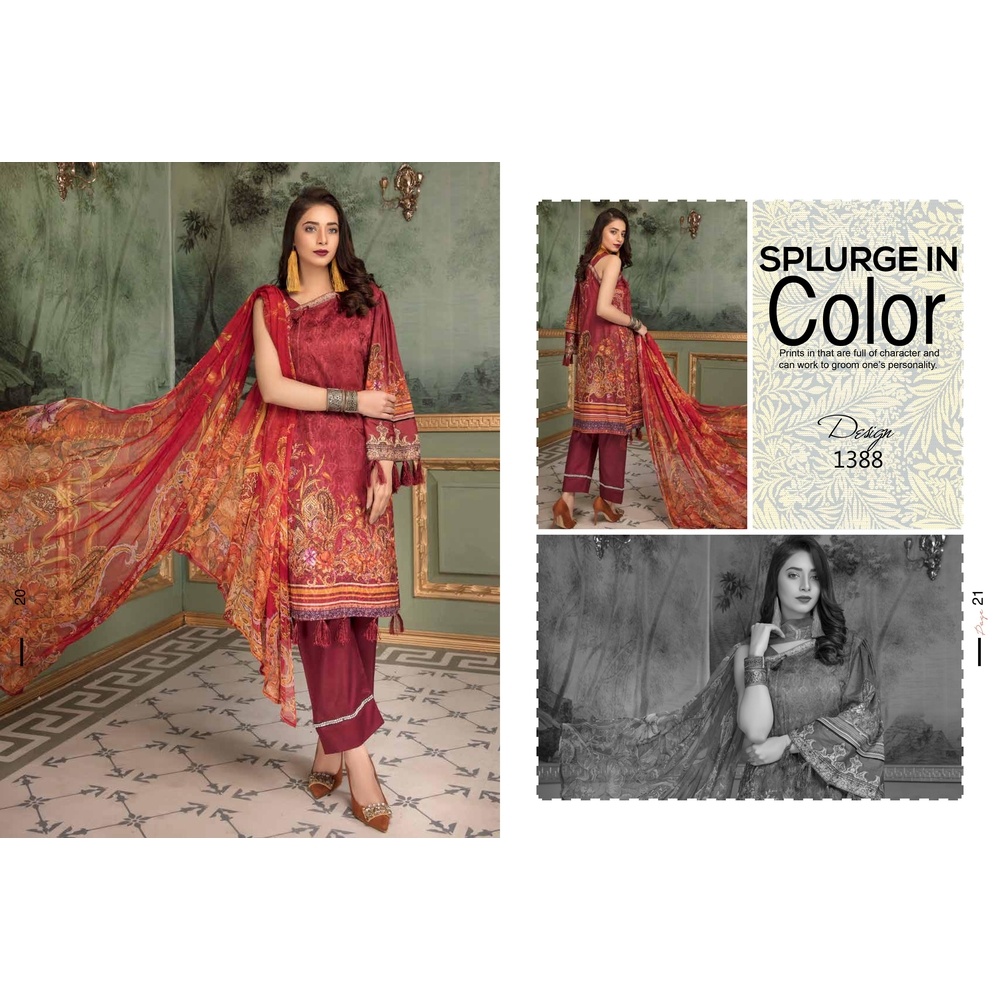 20
SPLURGE IN
Color
Prints in that are full of character and
can work to groom one's personality.
Design
1388
Page 21